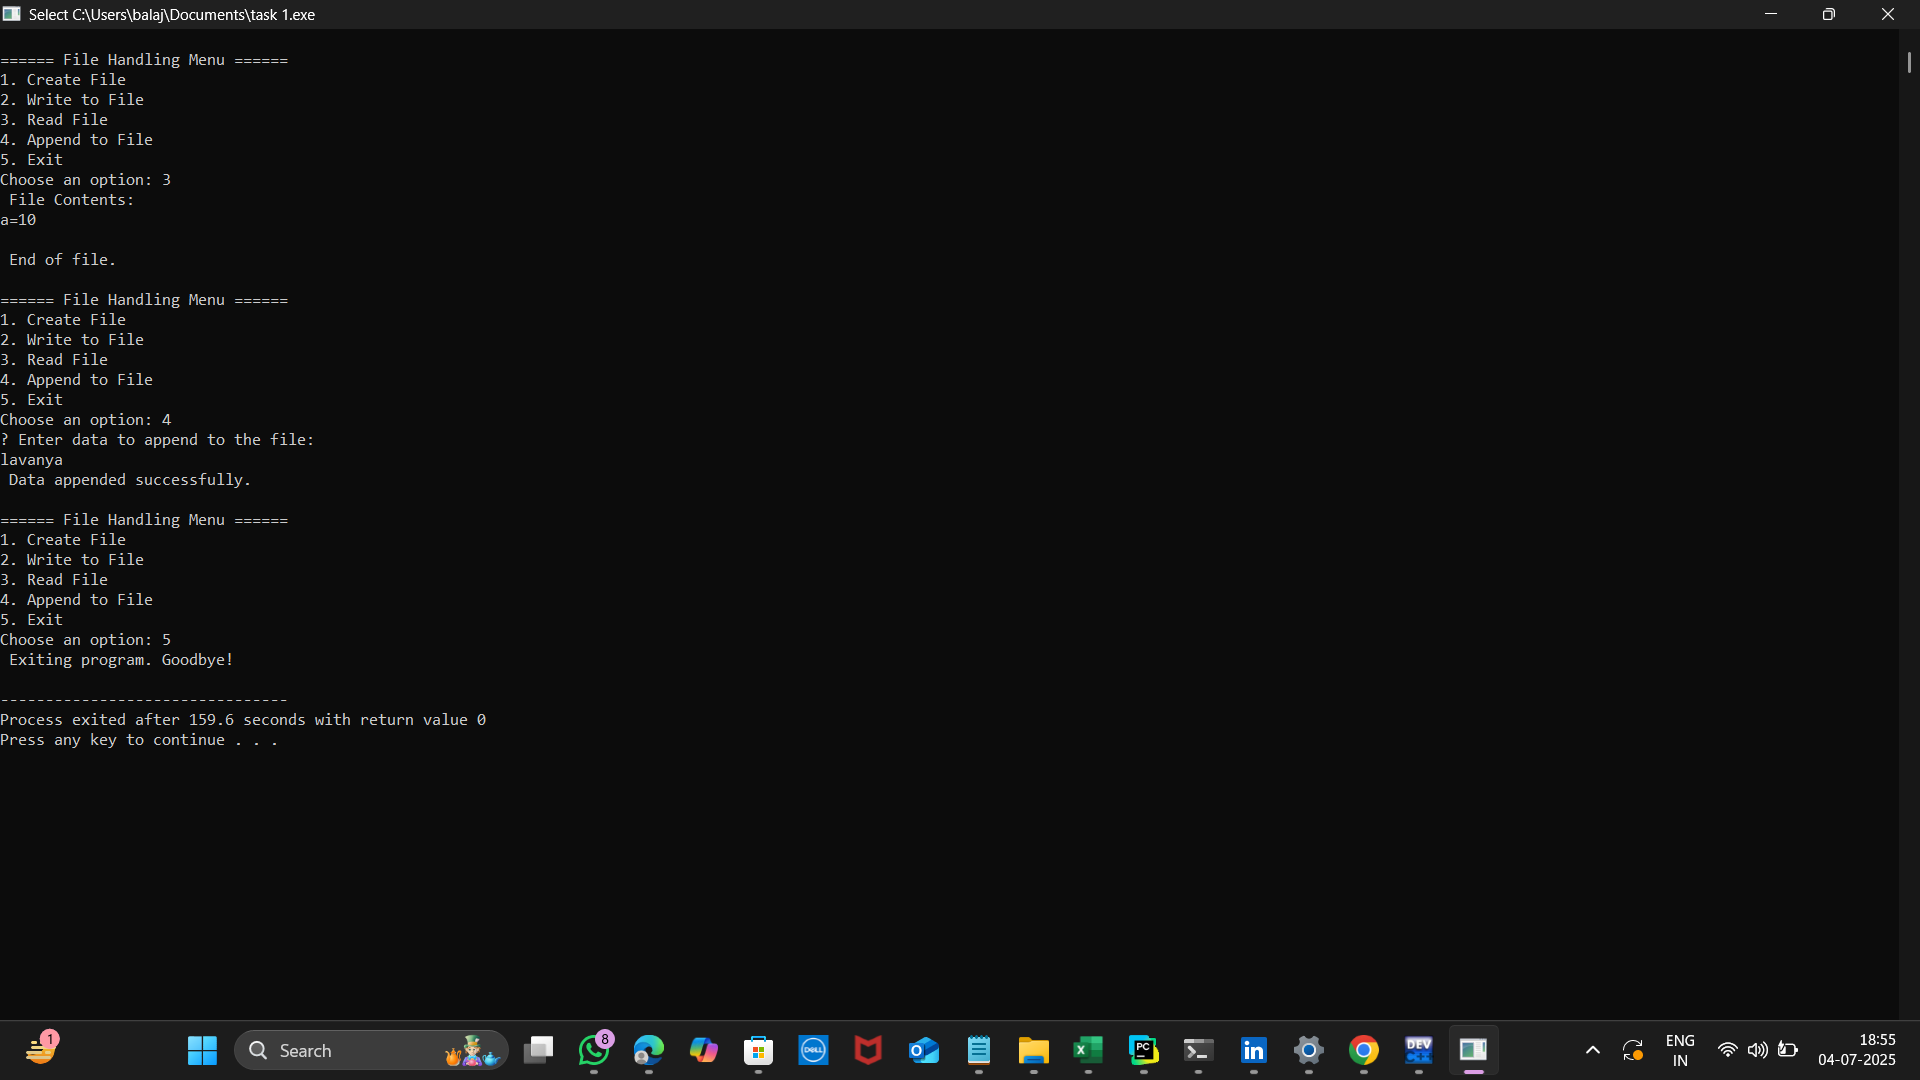 Select C:\Users\balaj\Documents\task 1.exe
====== File Handling Menu ======
1. Create File
2. Write to File
3. Read File
4. Append to File
5. Exit
Choose an option: 3
 File Contents:
a=10
 End of file.
====== File Handling Menu ======
1. Create File
2. Write to File
3. Read File
4. Append to File
5. Exit
Choose an option: 4
? Enter data to append to the file:
lavanya
 Data appended successfully.
====== File Handling Menu ======
1. Create File
2. Write to File
3. Read File
4. Append to File
5. Exit
Choose an option: 5
 Exiting program. Goodbye!
--------------------------------
Process exited after 159.6 seconds with return value 0
Press any key to continue . . .
1
Search
8
DELL
PC
in
DEV
C++
ENG
IN
18:55
04-07-2025